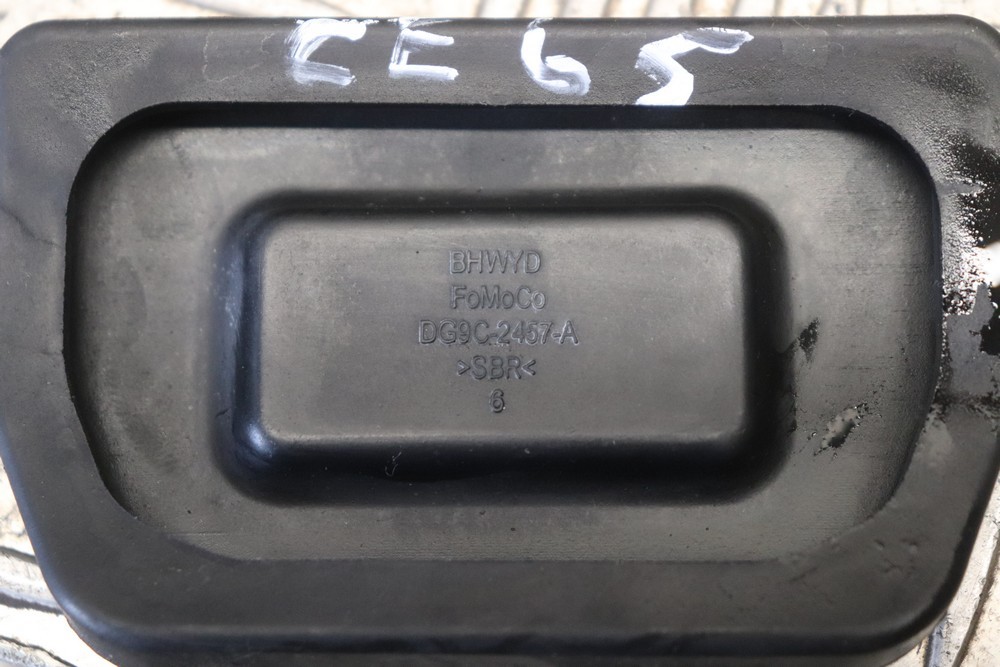 CE65
BHWYD
FoMoCo
DG9C-2457-A
>SBR<
6